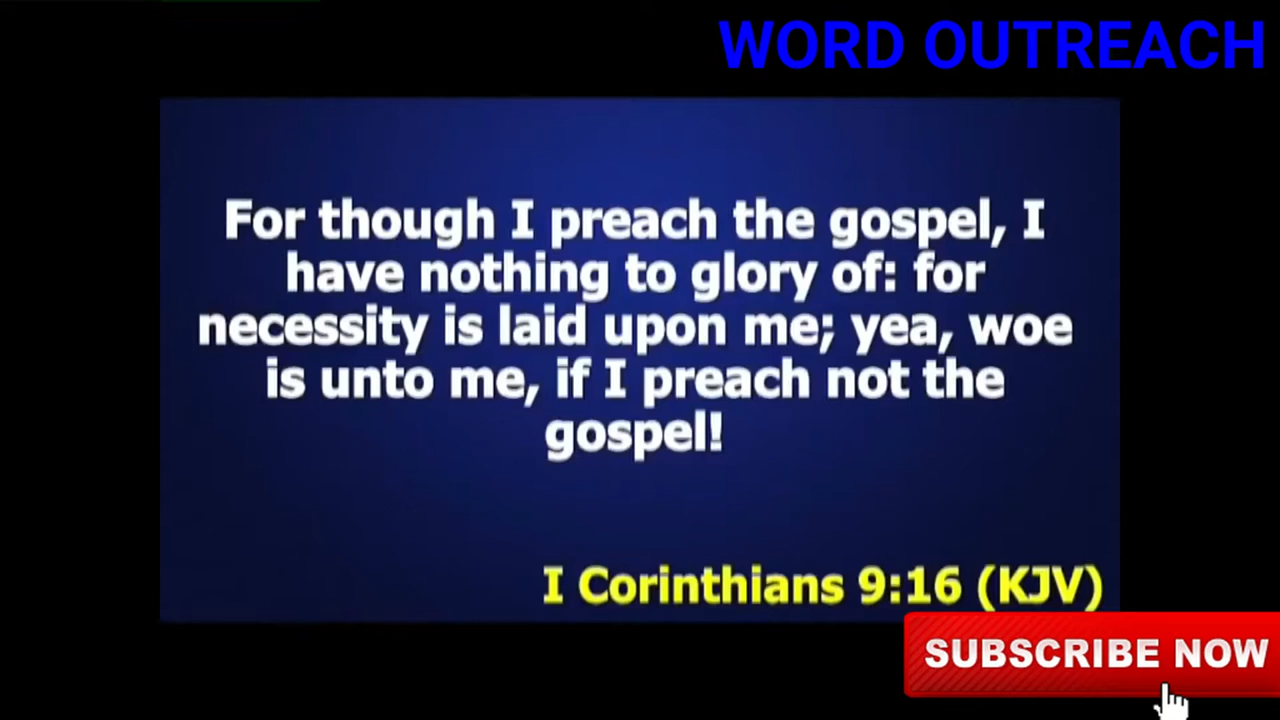 WORD OUTREACH
For though I preach the gospel, I
have nothing to glory of: for
necessity is laid upon me; yea, woe
is unto me, if I preach not the
gospel!
I Corinthians 9:16 (KJV)
SUBSCRIBE NOW